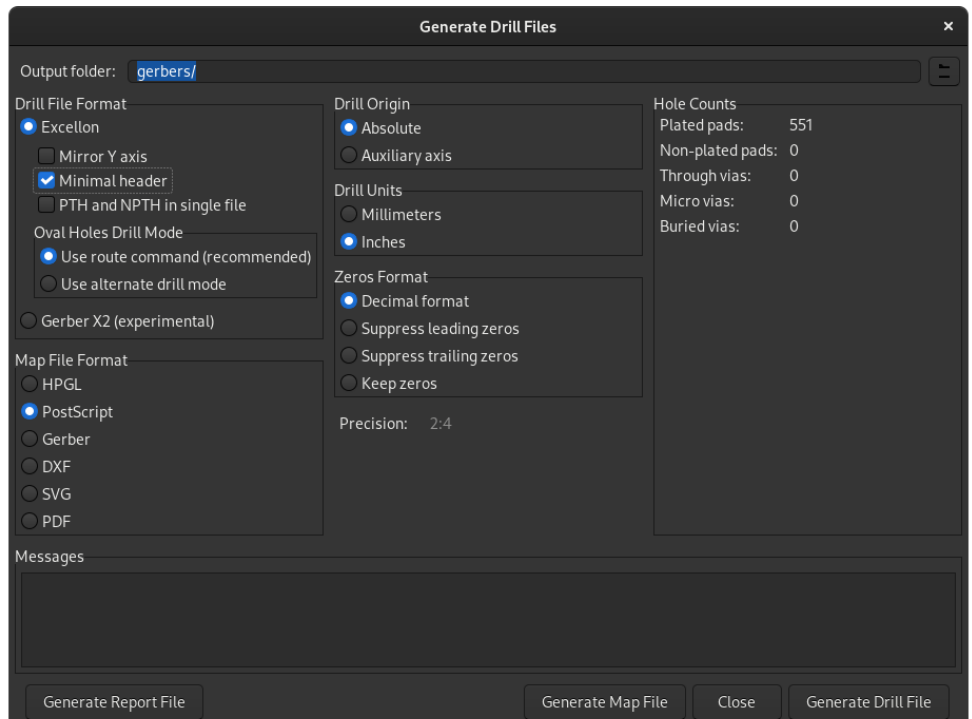 Generate Drill Files ×
Output folder: gerbers/
Drill File Format
Excellon
Mirror Y axis
Minimal header
PTH and NPTH in single file
Oval Holes Drill Mode
Use route command (recommended)
Use alternate drill mode
Gerber X2 (experimental)
Map File Format
HPGL
PostScript
Gerber
DXF
SVG
PDF
Drill Origin
Absolute
Auxiliary axis
Drill Units
Millimeters
Inches
Zeros Format
Decimal format
Suppress leading zeros
Suppress trailing zeros
Keep zeros
Precision: 2:4
Hole Counts
Plated pads: 551
Non-plated pads: 0
Through vias: 0
Micro vias: 0
Buried vias: 0
Messages
Generate Report File Generate Map File Close Generate Drill File